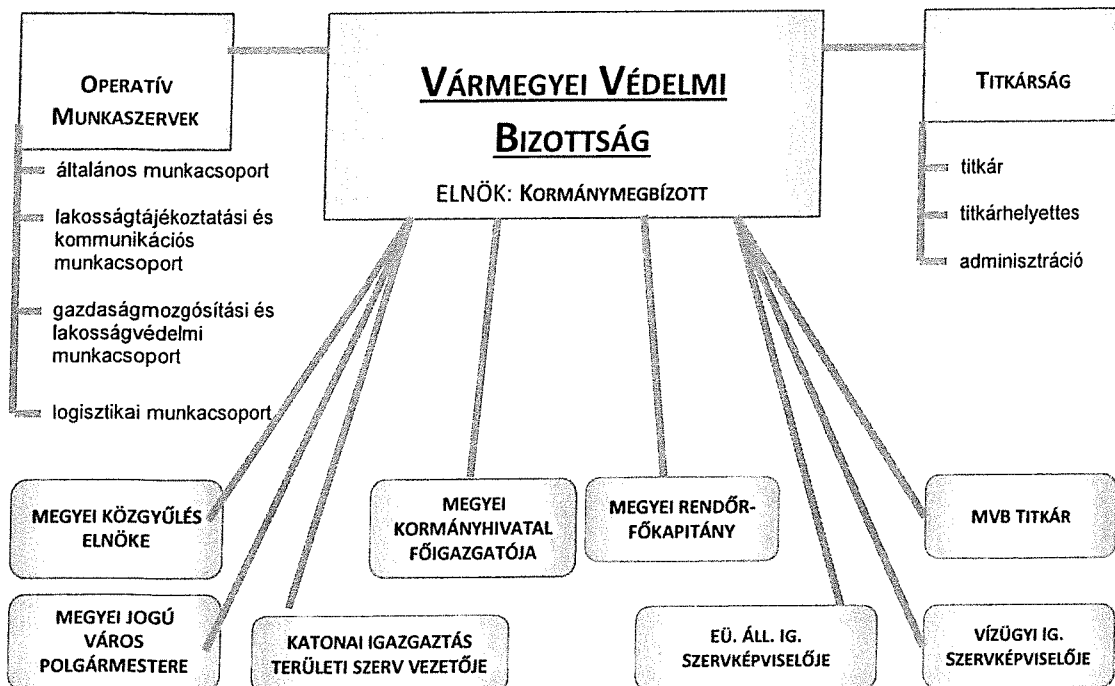 OPERATÍV
MUNKASZERVEK
általános munkacsoport
lakosságtájékoztatási és
kommunikációs
munkacsoport
gazdaságmozgósítási és
lakosságvédelmi
munkacsoport
logisztikai munkacsoport
VÁRMEGYEI VÉDELMI
BIZOTTSÁG
ELNÖK: KORMÁNYMEGBÍZOTT
TITKÁRSÁG
titkár
titkárhelyettes
adminisztráció
MEGYEI KÖZGYŰLÉS
ELNÖKE
MEGYEI
KORMÁNYHIVATAL
FŐIGAZGATÓJA
MEGYEI RENDŐR-
FŐKAPITÁNY
MVB TITKÁR
MEGYEI JOGÚ
VÁROS
POLGÁRMESTERE
KATONAI IGAZGAZTÁS
TERÜLETI SZERV VEZETŐJE
EÜ. ÁLL. IG.
SZERVKÉPVISELŐJE
VÍZÜGYI IG.
SZERVKÉPVISELŐJE